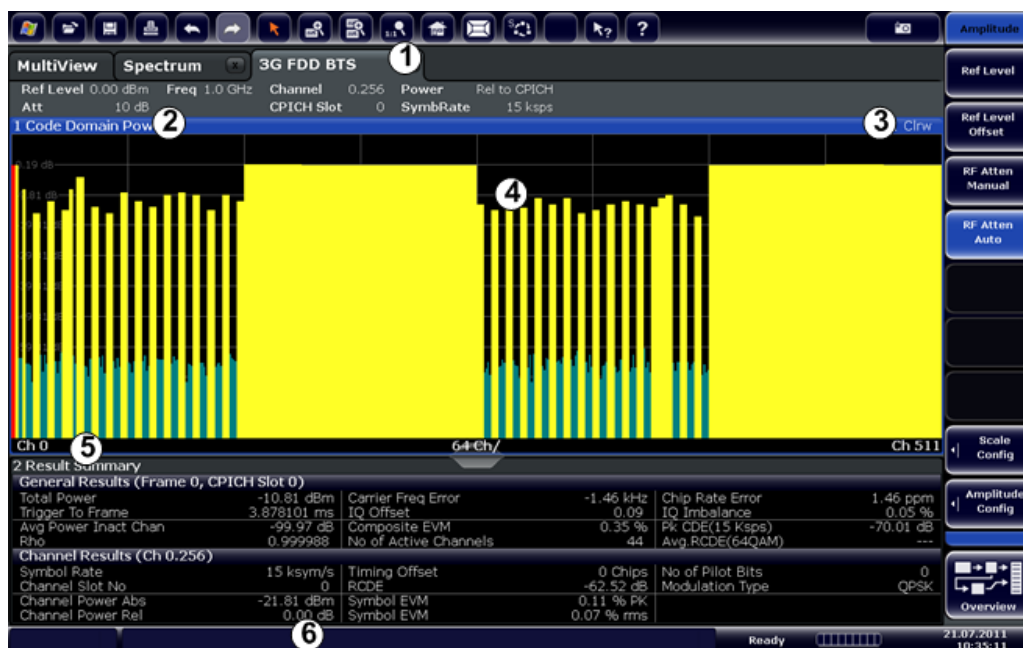 S
1:1
?
?
Amplitude
MultiView
Spectrum
3G FDD BTS
1
Ref Level 0.00 dBm Freq 1.0 GHz Channel 0.256 Power Rel to CPICH
Att 10 dB CPICH Slot 0 SymbRate 15 ksps
1 Code Domain Pow
2
3
Clrw
Ref Level
Ref Level
Offset
RF Atten
Manual
RF Atten
Auto
4
Ch 0
64 Ch/
Ch 511
5
Scale
Config
2 Result Summary
General Results (Frame 0, CPICH Slot 0)
Total Power -10.81 dBm Carrier Freq Error -1.46 kHz Chip Rate Error 1.46 ppm
Trigger To Frame 3.878101 ms IQ Offset 0.09 IQ Imbalance 0.05 %
Avg Power Inact Chan -99.97 dB Composite EVM 0.35 % Pk CDE(15 Ksps) -70.01 dB
Rho 0.999988 No of Active Channels 44 Avg.RCDE(64QAM) ---
Amplitude
Config
Channel Results (Ch 0.256)
Symbol Rate 15 ksym/s Timing Offset 0 Chips No of Pilot Bits 0
Channel Slot No 0 RCDE -62.52 dB Modulation Type QPSK
Channel Power Abs -21.81 dBm Symbol EVM 0.11 % PK
Channel Power Rel 0.00 dB Symbol EVM 0.07 % rms
Overview
6
Ready
21.07.2011
10:35:11